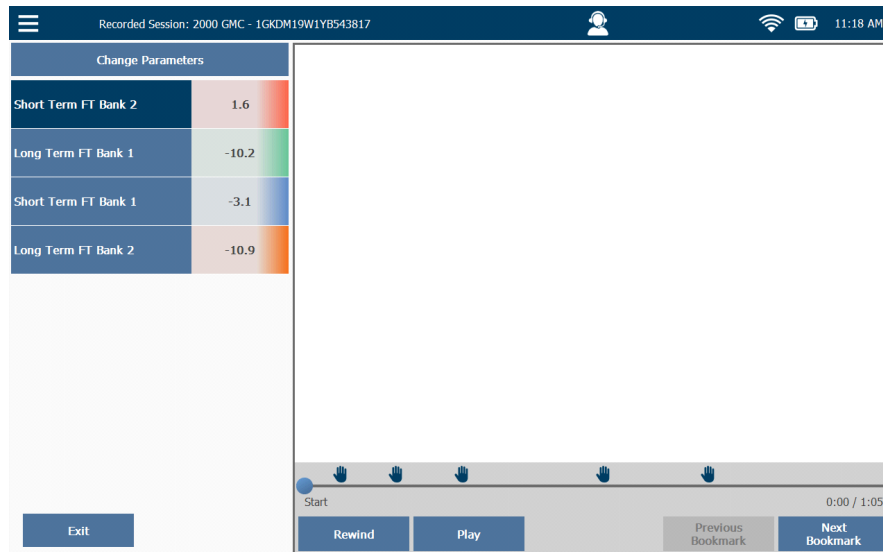 Recorded Session: 2000 GMC - 1GKDM19W1YB543817
11:18 AM
Change Parameters
Short Term FT Bank 2 1.6
Long Term FT Bank 1 -10.2
Short Term FT Bank 1 -3.1
Long Term FT Bank 2 -10.9
Start
0:00 / 1:05
Exit
Rewind
Play
Previous
Bookmark
Next
Bookmark